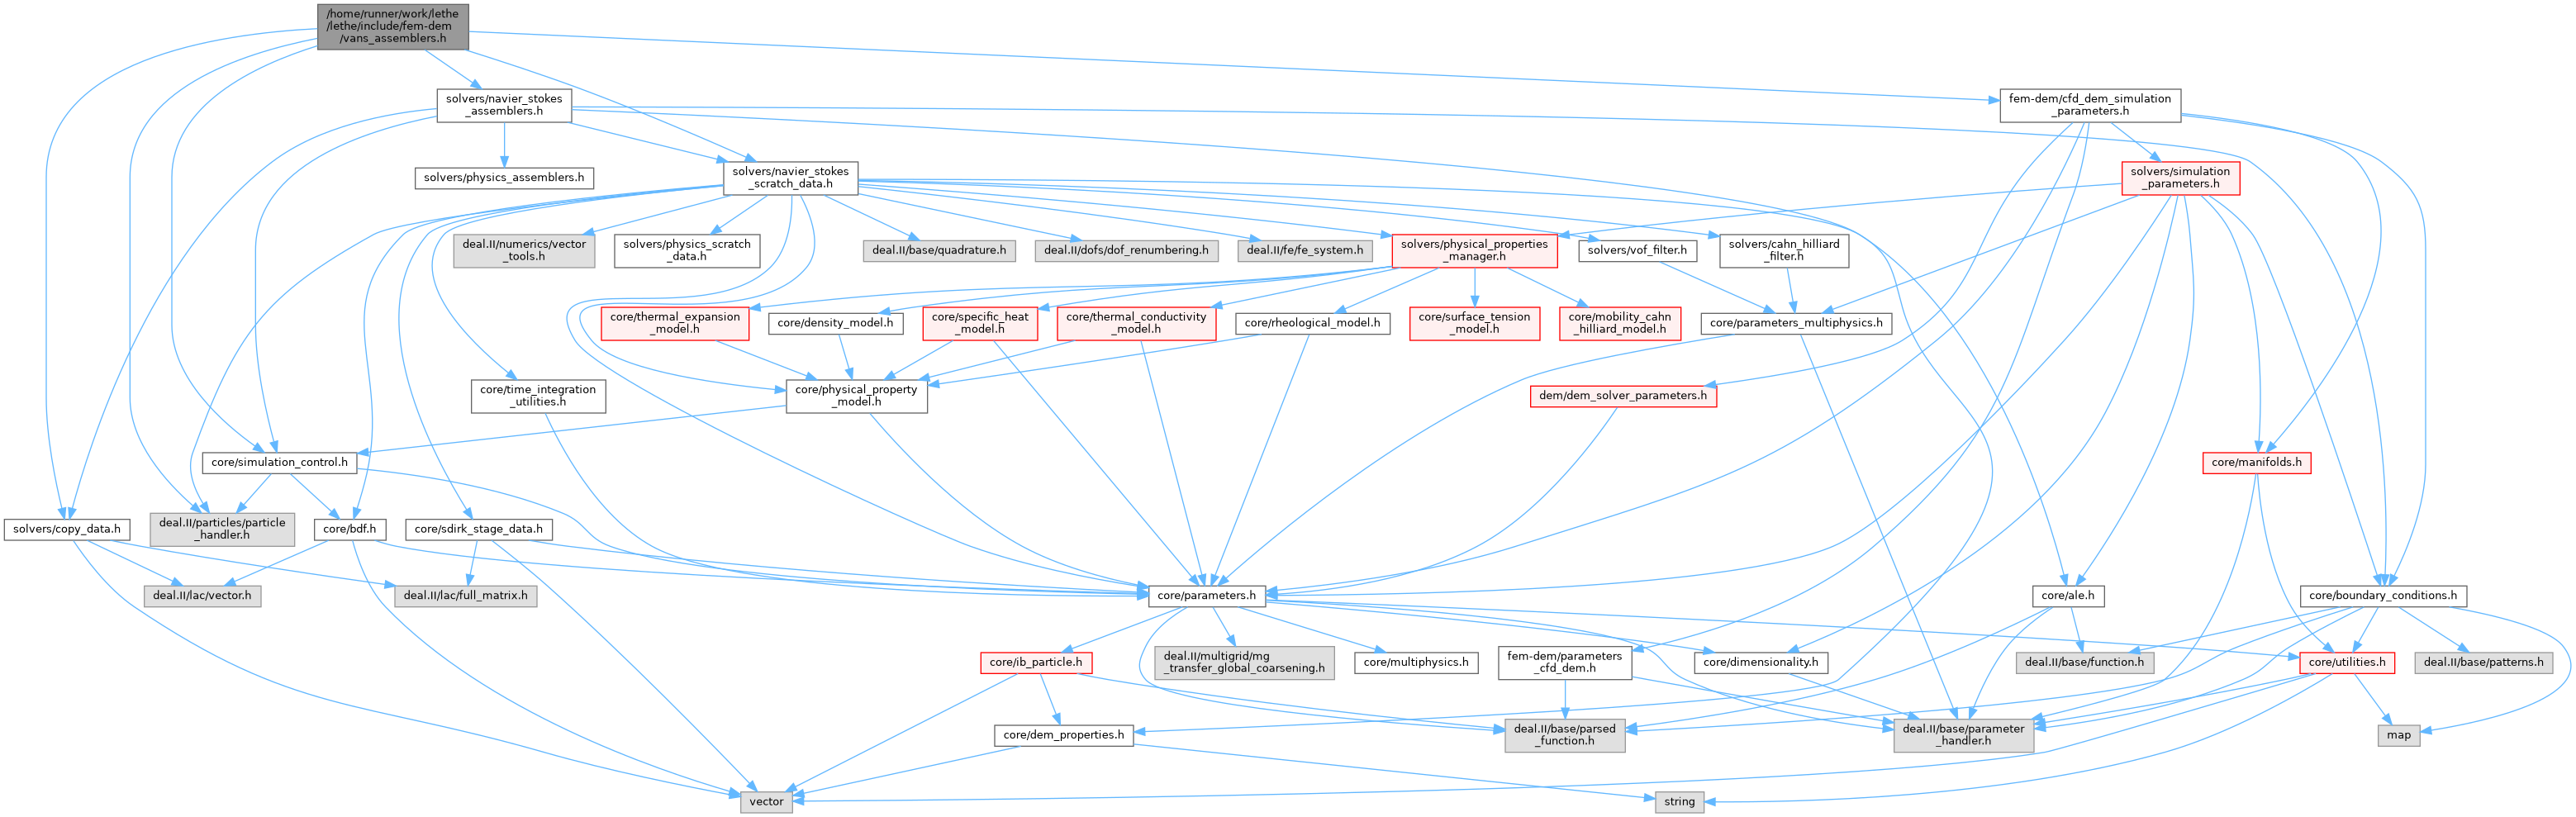 /home/runner/work/lethe
/lethe/include/fem-dem
/vans_assemblers.h
solvers/navier_stokes
_assemblers.h
fem-dem/cfd_dem_simulation
_parameters.h
solvers/physics_assemblers.h
solvers/navier_stokes
_scratch_data.h
solvers/simulation
_parameters.h
deal.II/numerics/vector
_tools.h
solvers/physics_scratch
_data.h
deal.II/base/quadrature.h
deal.II/dofs/dof_renumbering.h
deal.II/fe/fe_system.h
solvers/physical_properties
_manager.h
solvers/vof_filter.h
solvers/cahn_hilliard
_filter.h
core/thermal_expansion
_model.h
core/density_model.h
core/specific_heat
_model.h
core/thermal_conductivity
_model.h
core/rheological_model.h
core/surface_tension
_model.h
core/mobility_cahn
_hilliard_model.h
core/parameters_multiphysics.h
core/time_integration
_utilities.h
core/physical_property
_model.h
dem/dem_solver_parameters.h
core/simulation_control.h
core/manifolds.h
solvers/copy_data.h
deal.II/particles/particle
_handler.h
core/bdf.h
core/sdirk_stage_data.h
deal.II/lac/vector.h
deal.II/lac/full_matrix.h
core/parameters.h
core/ale.h
core/boundary_conditions.h
core/ib_particle.h
deal.II/multigrid/mg
_transfer_global_coarsening.h
core/multiphysics.h
fem-dem/parameters
_cfd_dem.h
core/dimensionality.h
deal.II/base/function.h
core/utilities.h
deal.II/base/patterns.h
core/dem_properties.h
deal.II/base/parsed
_function.h
deal.II/base/parameter
_handler.h
map
vector
string